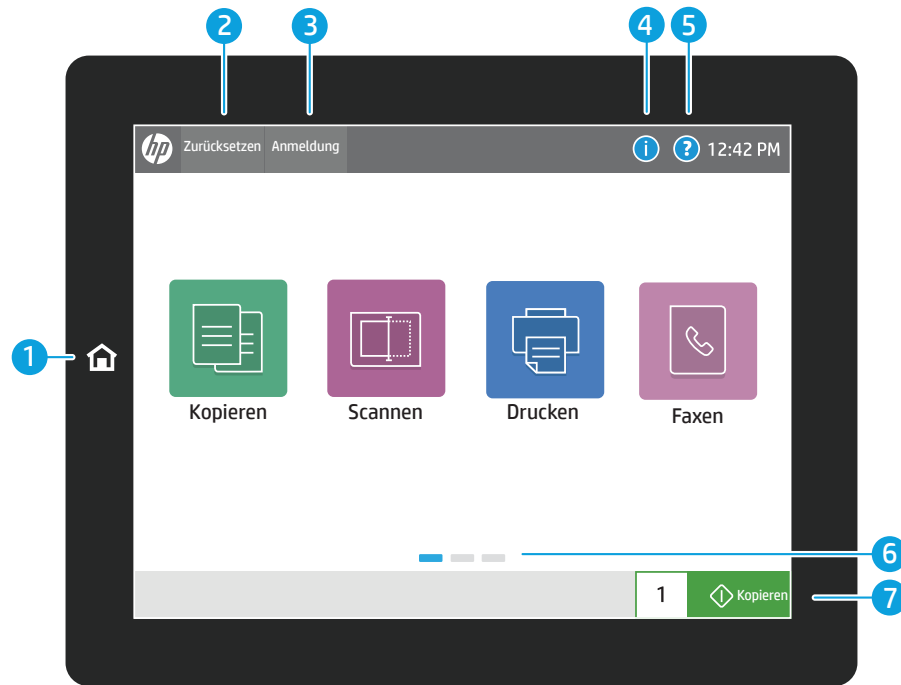 2 3 4 5
hp Zurücksetzen Anmeldung i ? 12:42 PM
1
Kopieren Scannen Drucken Faxen
6
1 Kopieren 7